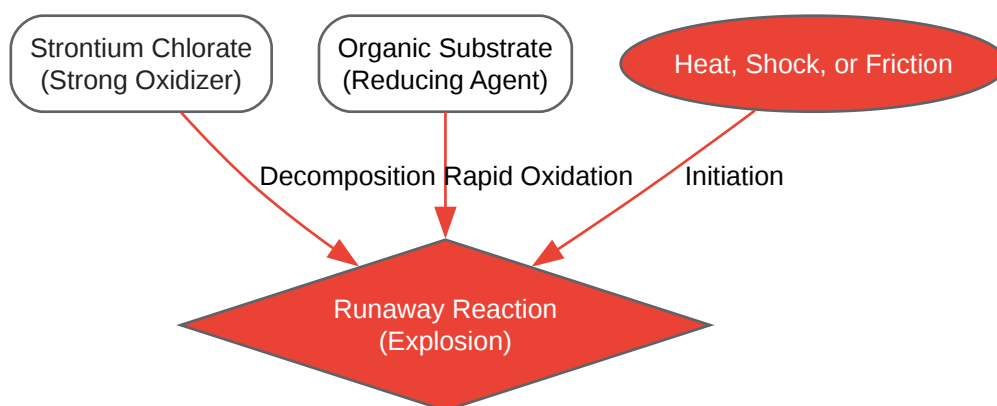 Strontium Chlorate
(Strong Oxidizer)
Organic Substrate
(Reducing Agent)
Heat, Shock, or Friction
Decomposition
Rapid Oxidation
Initiation
Runaway Reaction
(Explosion)